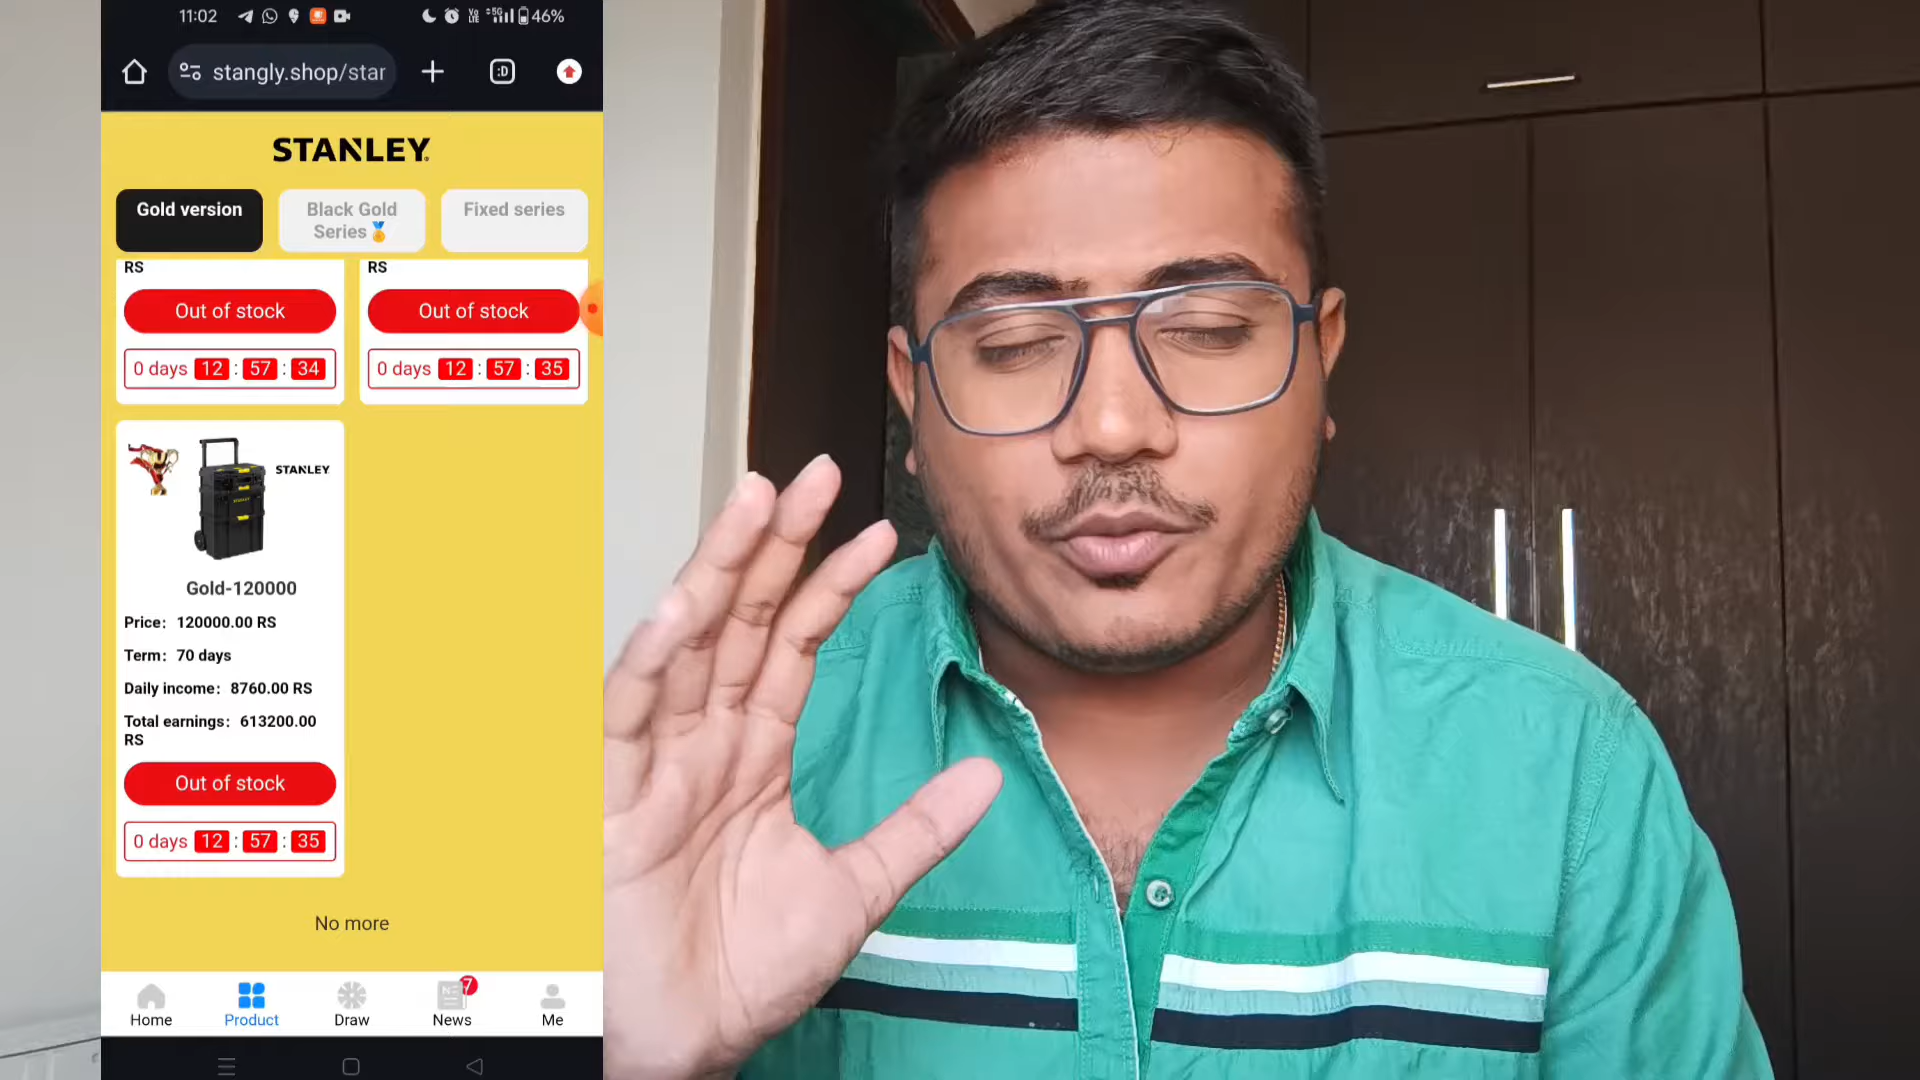 11:02
46%
stangly.shop/star
:D
STANLEY
Gold version
Black Gold
Series
Fixed series
RS
RS
Out of stock
Out of stock
0 days 12 : 57 : 34
0 days 12 : 57 : 35
STANLEY
Gold-120000
Price: 120000.00 RS
Term: 70 days
Daily income: 8760.00 RS
Total earnings: 613200.00
RS
Out of stock
0 days 12 : 57 : 35
No more
7
Home
Product
Draw
News
Me